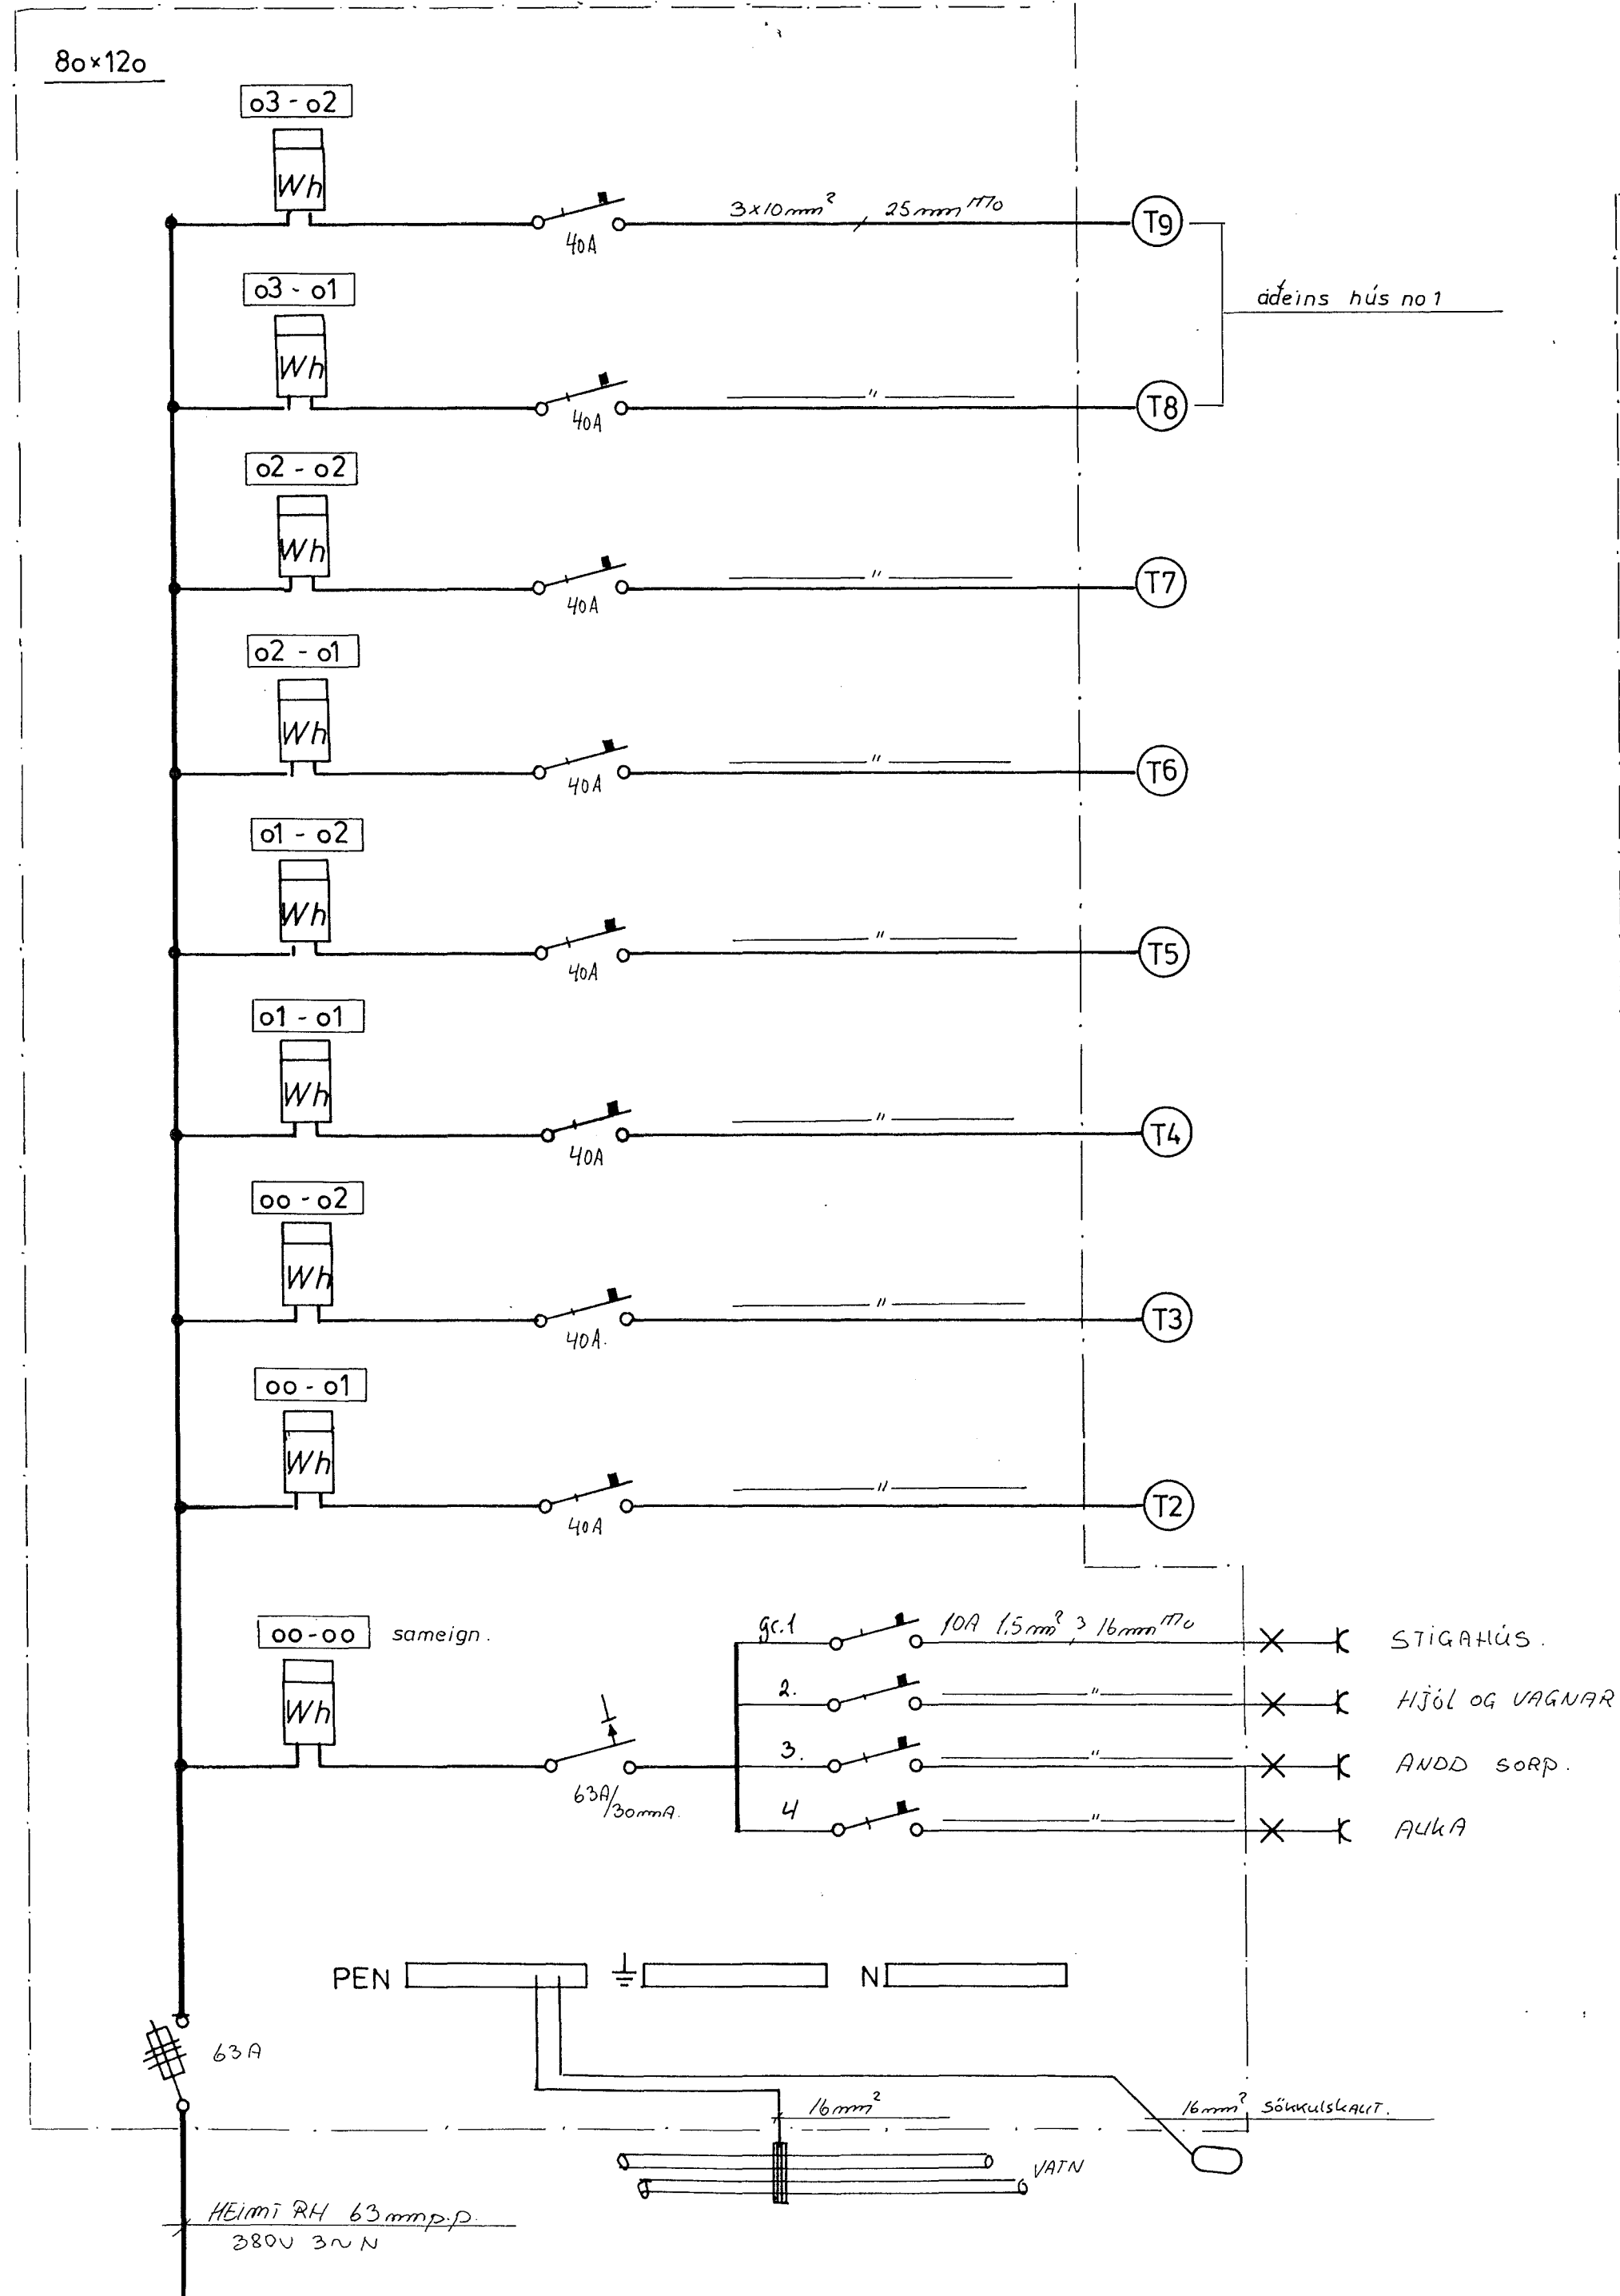 80×120
03 - 02
Wh
40A
3×10mm² , 25mm
T9
03 - 01
Wh
40A
"
T8
aðeins hús no 1
02 - 02
Wh
40A
"
T7
02 - 01
Wh
40A
"
T6
01 - 02
Wh
40A
"
T5
01 - 01
Wh
40A
"
T4
00 - 02
Wh
40A.
"
T3
00 - 01
Wh
40A
"
T2
00-00 sameign.
Wh
63A/30mA.
gr.1 10A 1.5mm² , 16mm STIGAHÚS.
2. " HJÓL OG VAGNAR
3. " ANDD SORP.
4 " AUKA
PEN N
63A
16mm²
16mm² SÖKKULSKAUT.
VATN
HEIMT RH 63mm p.p.
380V 3~N